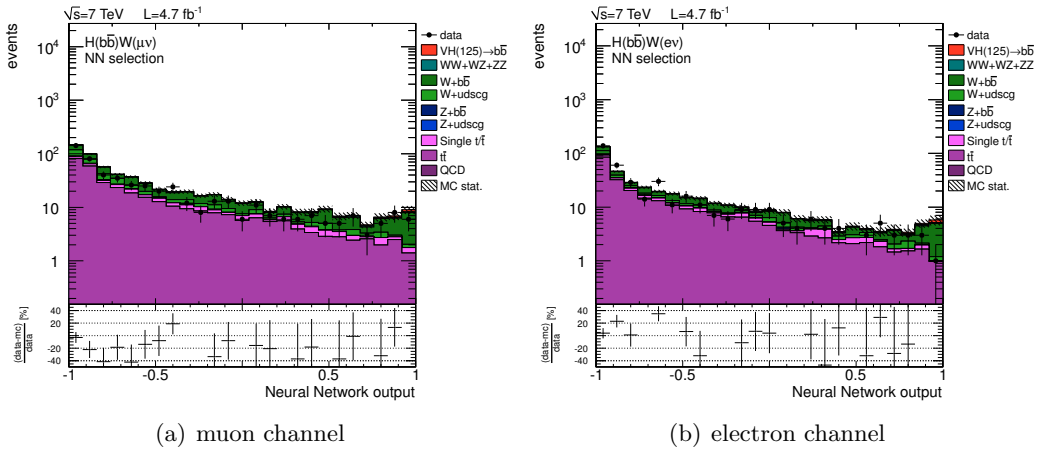 √s=7 TeV L=4.7 fb⁻¹
events
H(bb̄)W(μν)
NN selection
10⁴
10³
10²
10
1
data
VH(125)→bb̄
WW+WZ+ZZ
W+bb̄
W+udscg
Z+bb̄
Z+udscg
Single t/t̄
tt̄
QCD
MC stat.
(data-mc)/data [%]
40
20
0
-20
-40
-1 -0.5 0 0.5 1
Neural Network output
(a) muon channel
√s=7 TeV L=4.7 fb⁻¹
events
H(bb̄)W(eν)
NN selection
10⁴
10³
10²
10
1
data
VH(125)→bb̄
WW+WZ+ZZ
W+bb̄
W+udscg
Z+bb̄
Z+udscg
Single t/t̄
tt̄
QCD
MC stat.
(data-mc)/data [%]
40
20
0
-20
-40
-1 -0.5 0 0.5 1
Neural Network output
(b) electron channel